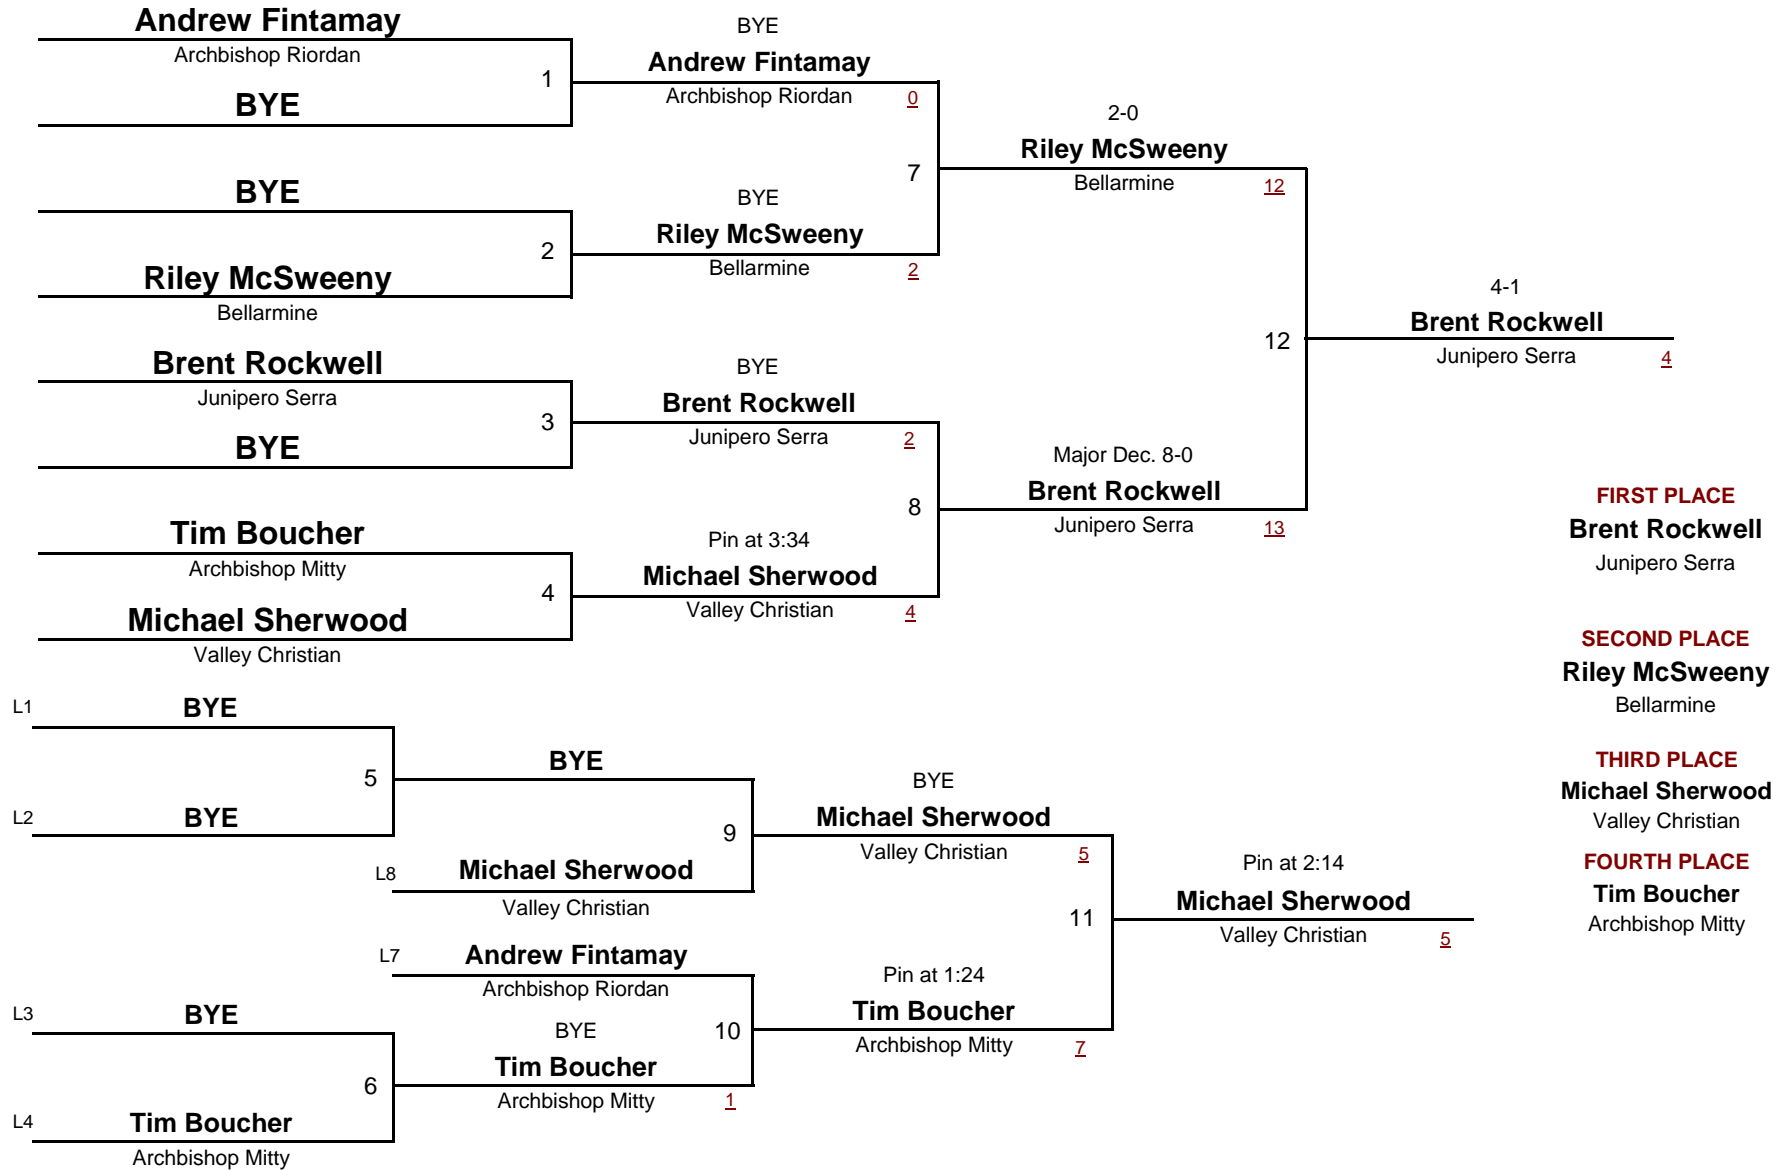 Andrew Fintamay
Archbishop Riordan
1
BYE
BYE
Andrew Fintamay
Archbishop Riordan
0
BYE
2
Riley McSweeny
Bellarmine
7
BYE
Riley McSweeny
Bellarmine
2
2-0
Riley McSweeny
Bellarmine
12
Brent Rockwell
Junipero Serra
3
BYE
BYE
Brent Rockwell
Junipero Serra
2
Tim Boucher
Archbishop Mitty
4
Michael Sherwood
Valley Christian
8
Pin at 3:34
Michael Sherwood
Valley Christian
4
Major Dec. 8-0
Brent Rockwell
Junipero Serra
13
12
4-1
Brent Rockwell
Junipero Serra
4
FIRST PLACE
Brent Rockwell
Junipero Serra
SECOND PLACE
Riley McSweeny
Bellarmine
THIRD PLACE
Michael Sherwood
Valley Christian
FOURTH PLACE
Tim Boucher
Archbishop Mitty
L1
BYE
5
L2
BYE
BYE
9
L8
Michael Sherwood
Valley Christian
BYE
Michael Sherwood
Valley Christian
5
L7
Andrew Fintamay
Archbishop Riordan
10
L3
BYE
6
L4
Tim Boucher
Archbishop Mitty
BYE
Tim Boucher
Archbishop Mitty
1
11
Pin at 1:24
Tim Boucher
Archbishop Mitty
7
Pin at 2:14
Michael Sherwood
Valley Christian
5